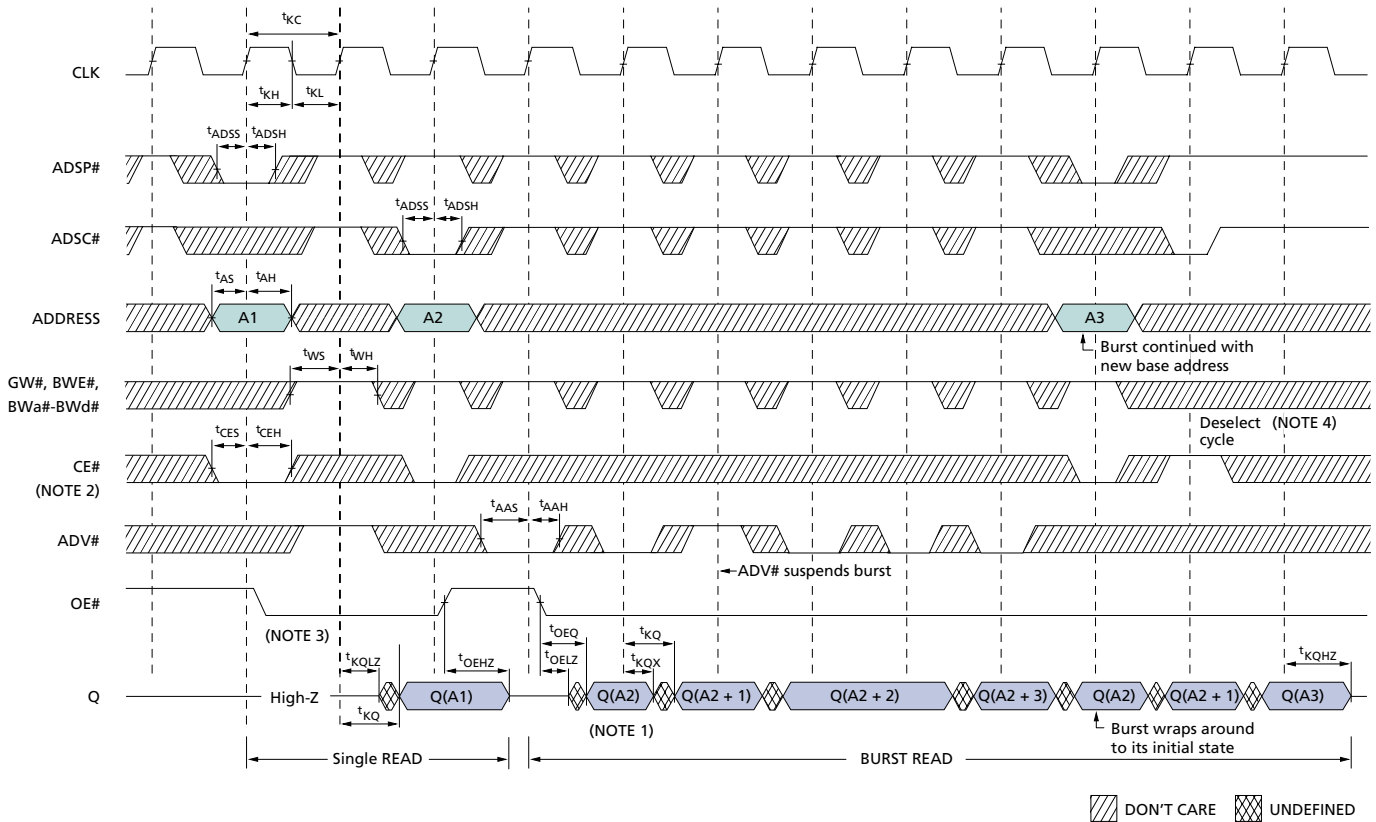 tKC
CLK
tKH
tKL
tADSS
tADSH
ADSP#
tADSS
tADSH
ADSC#
tAS
tAH
ADDRESS
A1
A2
A3
Burst continued with
new base address
tWS
tWH
GW#, BWE#,
BWa#-BWd#
Deselect (NOTE 4)
cycle
tCES
tCEH
CE#
(NOTE 2)
tAAS
tAAH
ADV#
ADV# suspends burst
OE#
(NOTE 3)
tKQLZ
tOEHZ
tOEQ
tOELZ
tKQ
tKQX
tKQHZ
Q
High-Z
Q(A1)
Q(A2)
Q(A2 + 1)
Q(A2 + 2)
Q(A2 + 3)
Q(A2)
Q(A2 + 1)
Q(A3)
tKQ
(NOTE 1)
Burst wraps around
to its initial state
Single READ
BURST READ
DON'T CARE
UNDEFINED